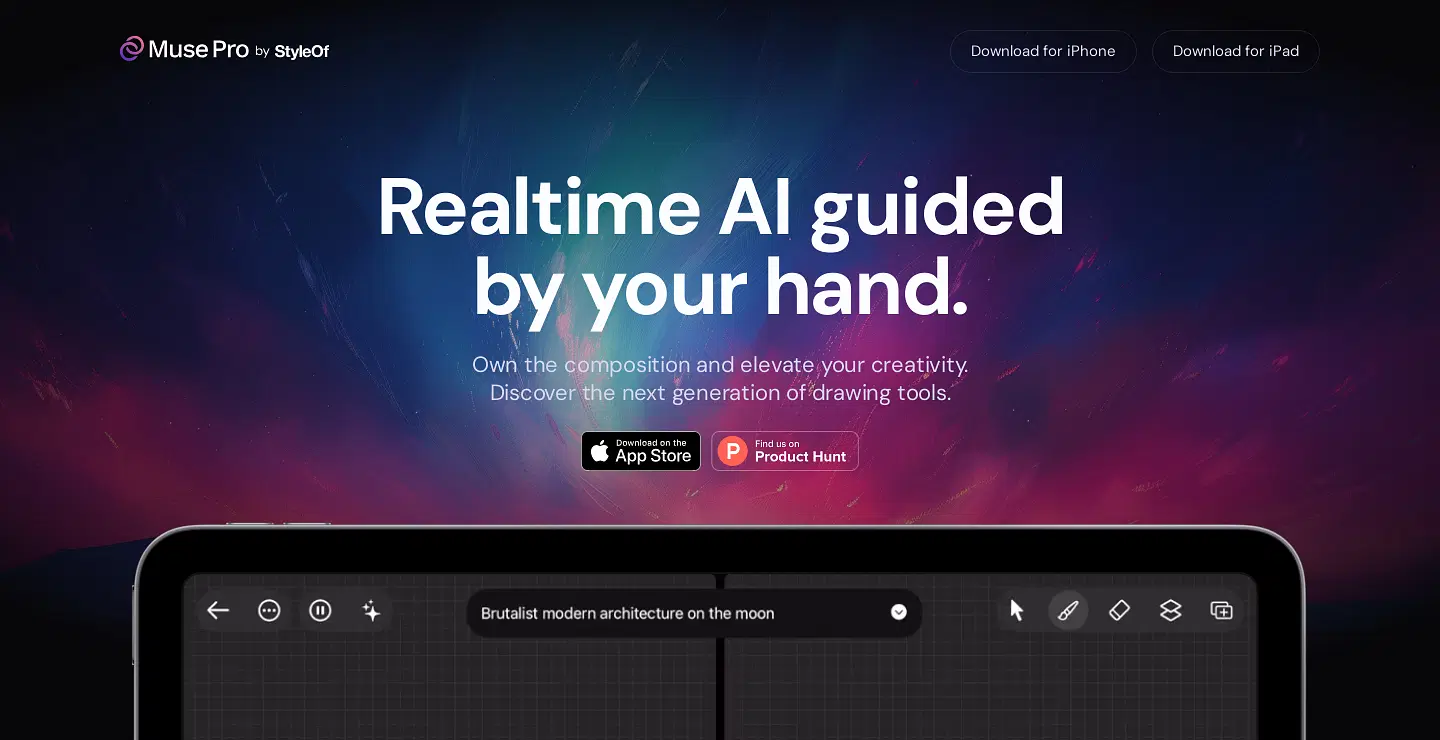 Muse Pro by StyleOf
Download for iPhone
Download for iPad
Realtime AI guided
by your hand.
Own the composition and elevate your creativity.
Discover the next generation of drawing tools.
Download on the
App Store
P
Find us on
Product Hunt
Brutalist modern architecture on the moon